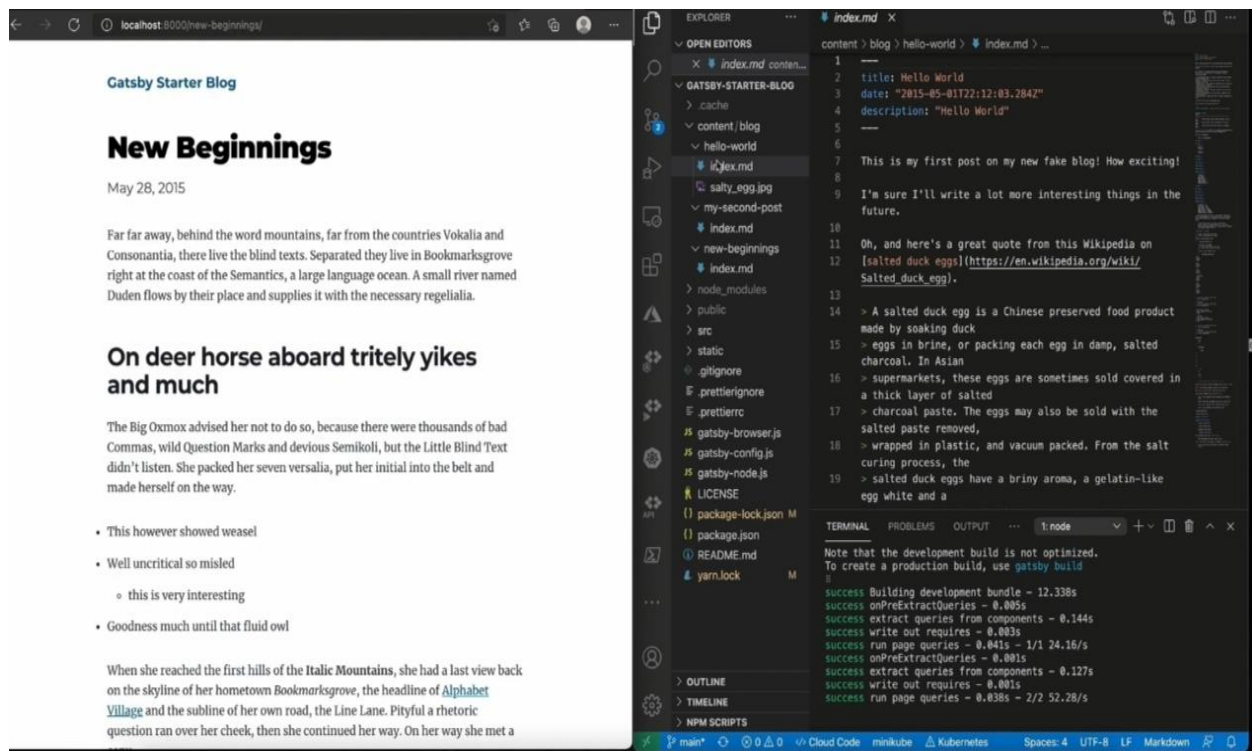 localhost:8000/new-beginnings/
Gatsby Starter Blog
New Beginnings
May 28, 2015
Far far away, behind the word mountains, far from the countries Vokalia and
Consonantia, there live the blind texts. Separated they live in Bookmarksgrove
right at the coast of the Semantics, a large language ocean. A small river named
Duden flows by their place and supplies it with the necessary regelialia.
On deer horse aboard tritely yikes
and much
The Big Oxmox advised her not to do so, because there were thousands of bad
Commas, wild Question Marks and devious Semikoli, but the Little Blind Text
didn't listen. She packed her seven versalia, put her initial into the belt and
made herself on the way.
• This however showed weasel
• Well uncritical so misled
◦ this is very interesting
• Goodness much until that fluid owl
When she reached the first hills of the Italic Mountains, she had a last view back
on the skyline of her hometown Bookmarksgrove, the headline of Alphabet
Village and the subline of her own road, the Line Lane. Pityful a rhetoric
question ran over her cheek, then she continued her way. On her way she met a
2
API
EXPLORER
OPEN EDITORS
index.md conten...
GATSBY-STARTER-BLOG
.cache
content/blog
hello-world
index.md
salty_egg.jpg
my-second-post
index.md
new-beginnings
index.md
node_modules
public
src
static
.gitignore
.prettierignore
.prettierrc
JS gatsby-browser.js
JS gatsby-config.js
JS gatsby-node.js
LICENSE
{} package-lock.json M
{} package.json
README.md
yarn.lock M
OUTLINE
TIMELINE
NPM SCRIPTS
index.md
content > blog > hello-world > index.md > ...
1 ---
2 title: Hello World
3 date: "2015-05-01T22:12:03.284Z"
4 description: "Hello World"
5 ---
6
7 This is my first post on my new fake blog! How exciting!
8
9 I'm sure I'll write a lot more interesting things in the
future.
10
11 Oh, and here's a great quote from this Wikipedia on
12 [salted duck eggs](https://en.wikipedia.org/wiki/
Salted_duck_egg).
13
14 > A salted duck egg is a Chinese preserved food product
made by soaking duck
15 > eggs in brine, or packing each egg in damp, salted
charcoal. In Asian
16 > supermarkets, these eggs are sometimes sold covered in
a thick layer of salted
17 > charcoal paste. The eggs may also be sold with the
salted paste removed,
18 > wrapped in plastic, and vacuum packed. From the salt
curing process, the
19 > salted duck eggs have a briny aroma, a gelatin-like
egg white and a
TERMINAL PROBLEMS OUTPUT ... 1: node
Note that the development build is not optimized.
To create a production build, use gatsby build
success Building development bundle - 12.338s
success onPreExtractQueries - 0.005s
success extract queries from components - 0.144s
success write out requires - 0.003s
success run page queries - 0.041s - 1/1 24.16/s
success onPreExtractQueries - 0.001s
success extract queries from components - 0.127s
success write out requires - 0.001s
success run page queries - 0.038s - 2/2 52.28/s
main* 0 0 Cloud Code minikube Kubernetes Spaces: 4 UTF-8 LF Markdown